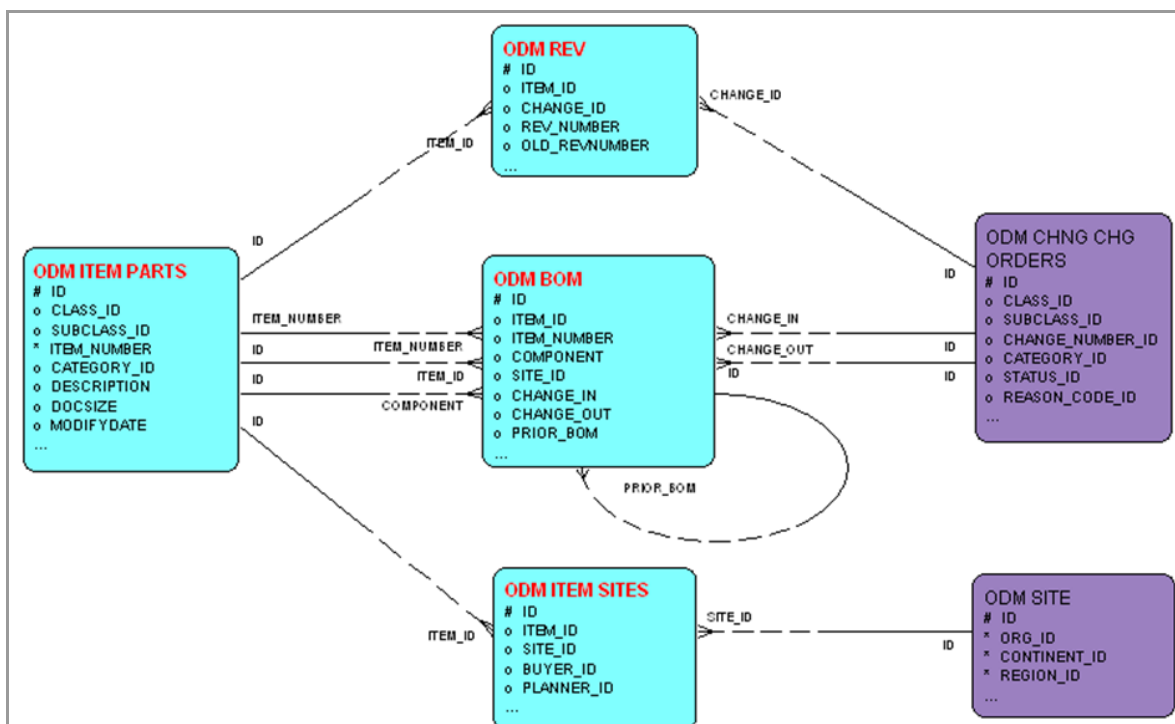 ODM REV
# ID
o ITEM_ID
o CHANGE_ID
o REV_NUMBER
o OLD_REVNUMBER
...
CHANGE_ID
ITEM_ID
ID
ID
ODM ITEM PARTS
# ID
o CLASS_ID
o SUBCLASS_ID
* ITEM_NUMBER
o CATEGORY_ID
o DESCRIPTION
o DOCSIZE
o MODIFYDATE
...
ITEM_NUMBER
ITEM_NUMBER
ID
ITEM_ID
ID
COMPONENT
ID
ODM BOM
# ID
o ITEM_ID
o ITEM_NUMBER
o COMPONENT
o SITE_ID
o CHANGE_IN
o CHANGE_OUT
o PRIOR_BOM
...
CHANGE_IN
ID
CHANGE_OUT
ID
ID
PRIOR_BOM
ODM CHNG CHG
ORDERS
# ID
o CLASS_ID
o SUBCLASS_ID
o CHANGE_NUMBER_ID
o CATEGORY_ID
o STATUS_ID
o REASON_CODE_ID
...
ITEM_ID
ODM ITEM SITES
# ID
o ITEM_ID
o SITE_ID
o BUYER_ID
o PLANNER_ID
...
SITE_ID
ID
ODM SITE
# ID
* ORG_ID
* CONTINENT_ID
* REGION_ID
...